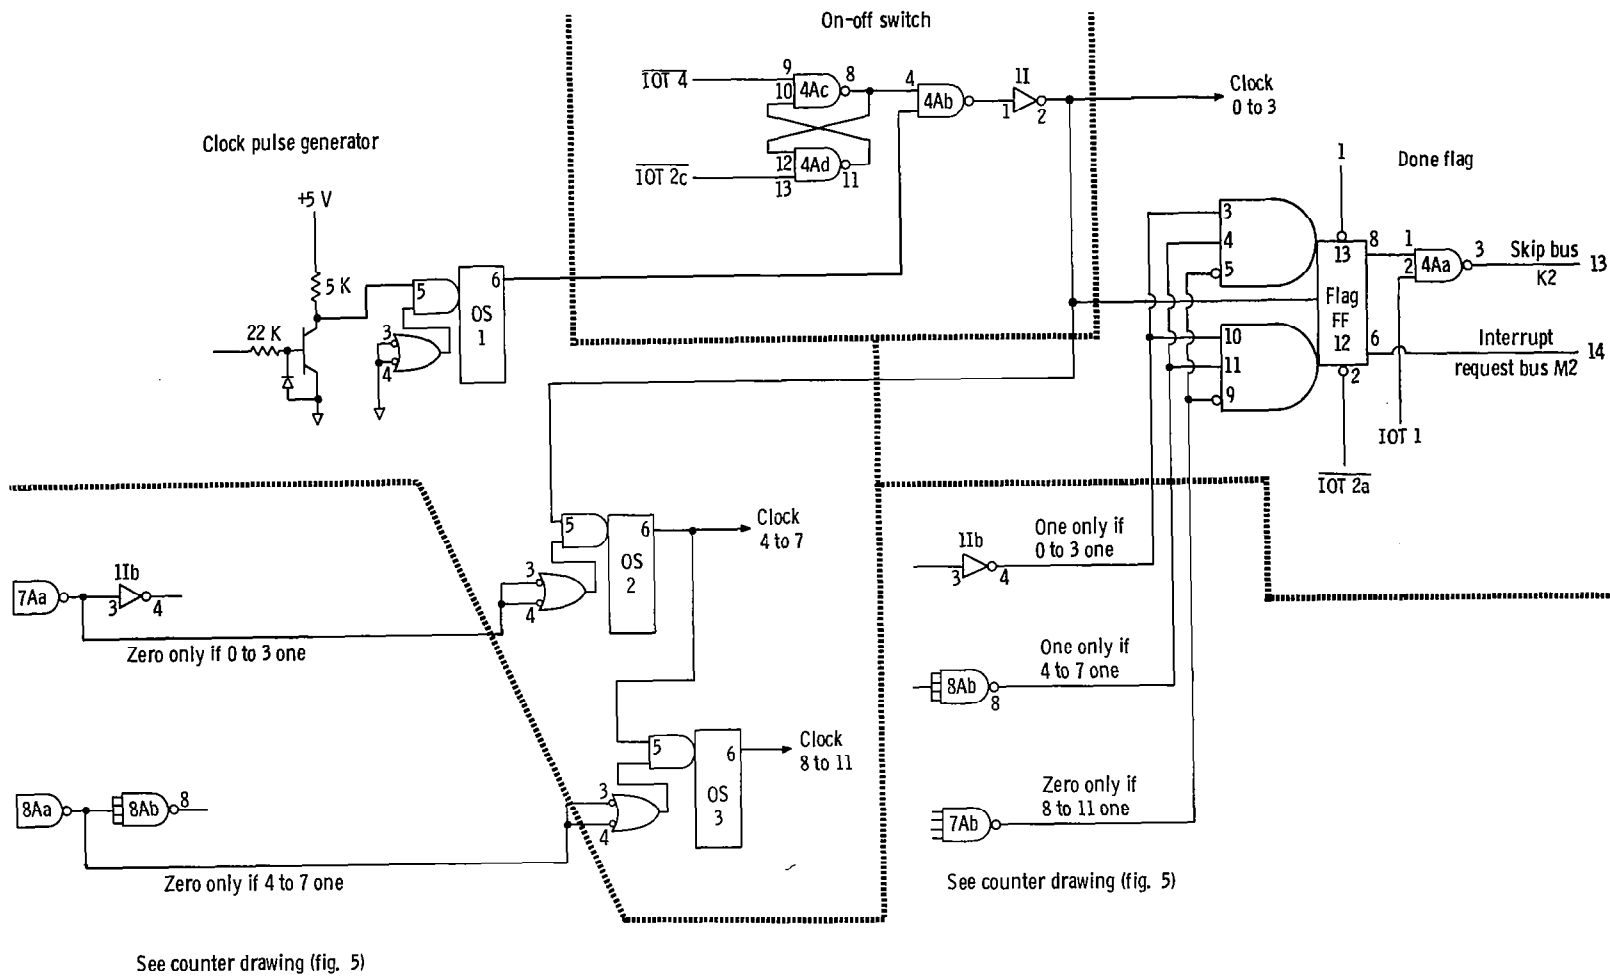 On-off switch
IOT 4
9
10
4Ac
8
4
4Ab
1I
1
2
Clock
0 to 3
IOT 2c
12
13
4Ad
11
Clock pulse generator
+5 V
5 K
22 K
5
3
4
OS
1
6
1
Done flag
3
4
5
13
8
Flag
FF
12
10
11
9
6
2
1
2
4Aa
3
Skip bus
K2
13
Interrupt
request bus M2
14
IOT 1
IOT 2a
5
6
OS
2
3
4
Clock
4 to 7
7Aa
1Ib
3
4
Zero only if 0 to 3 one
1Ib
3
4
One only if
0 to 3 one
8Ab
8
One only if
4 to 7 one
5
6
OS
3
3
4
Clock
8 to 11
8Aa
8Ab
8
Zero only if 4 to 7 one
7Ab
Zero only if
8 to 11 one
See counter drawing (fig. 5)
See counter drawing (fig. 5)